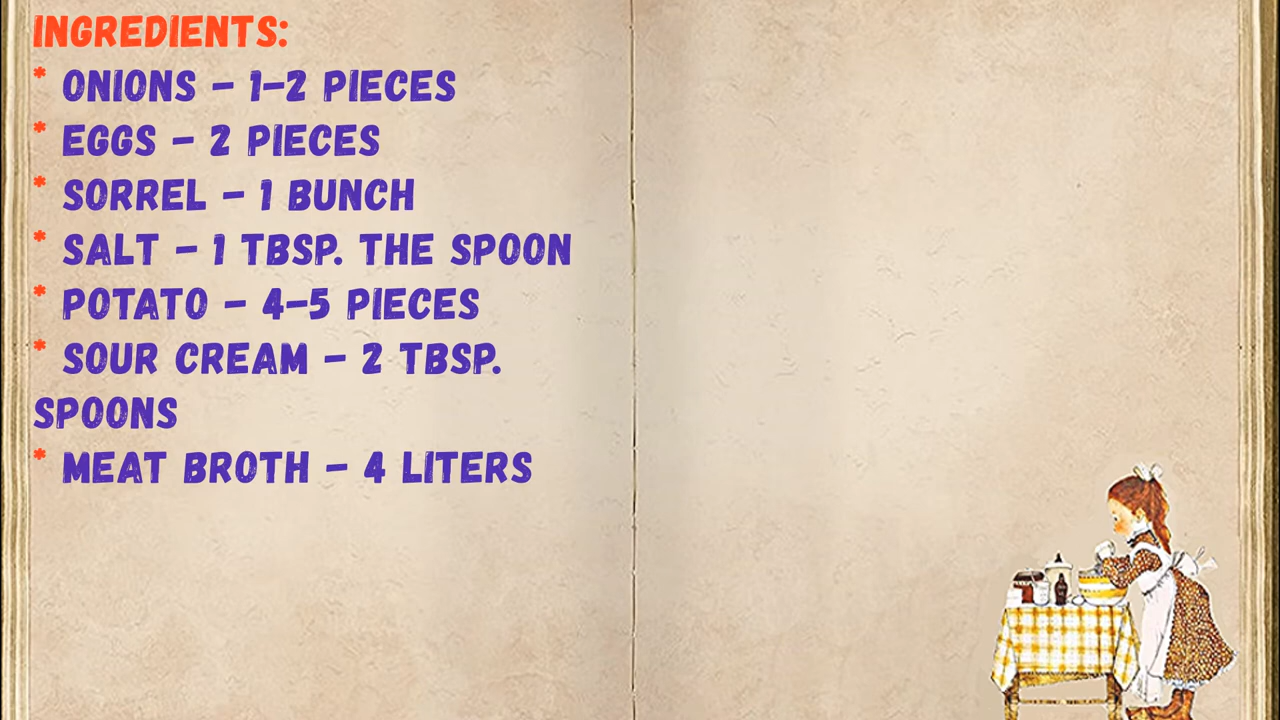 INGREDIENTS:
* ONIONS – 1–2 PIECES
* EGGS – 2 PIECES
* SORREL – 1 BUNCH
* SALT – 1 TBSP. THE SPOON
* POTATO – 4–5 PIECES
* SOUR CREAM – 2 TBSP.
SPOONS
* MEAT BROTH – 4 LITERS